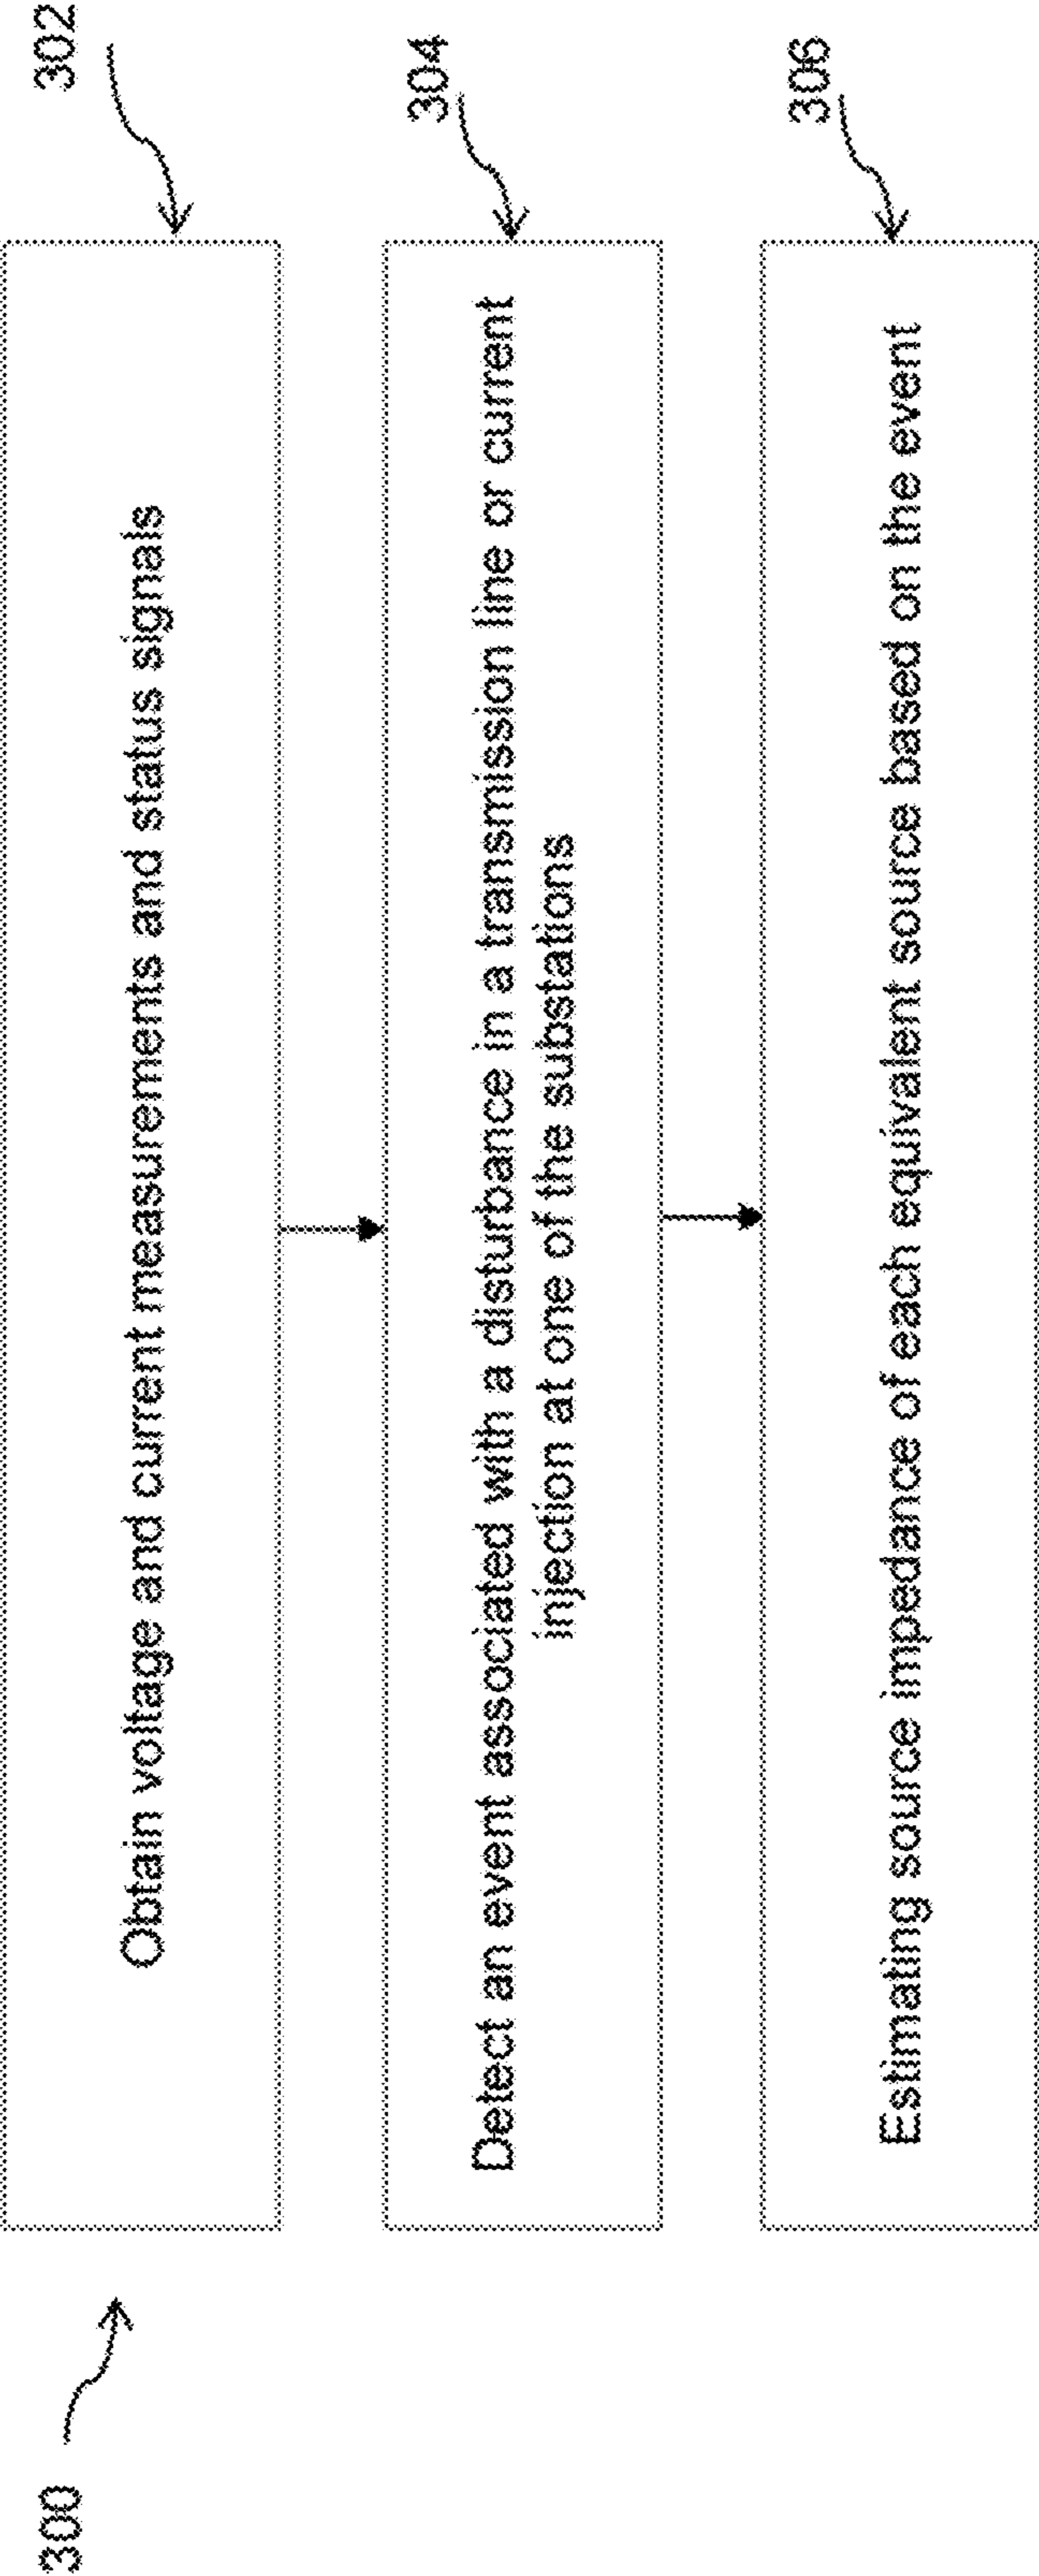 300
302
Obtain voltage and current measurements and status signals
304
Detect an event associated with a disturbance in a transmission line or current
injection at one of the substations
306
Estimating source impedance of each equivalent source based on the event